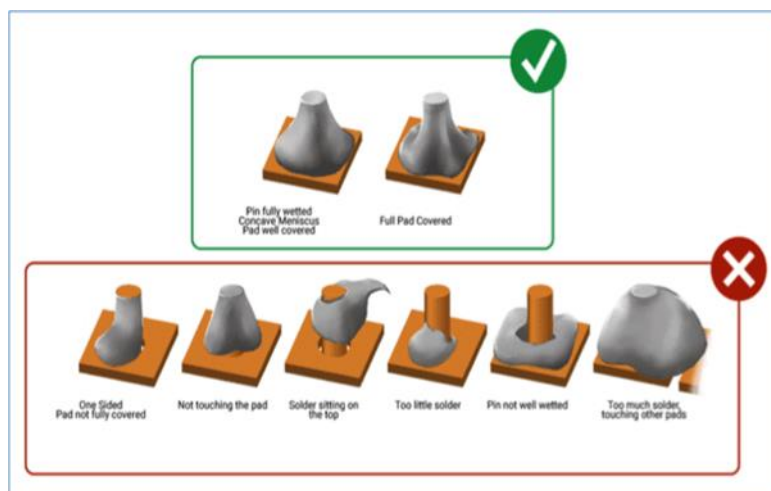 Pin fully wetted
Concave Meniscus
Pad well covered
Full Pad Covered
One Sided
Pad not fully covered
Not touching the pad
Solder sitting on
the top
Too little solder
Pin not well wetted
Too much solder,
touching other pads